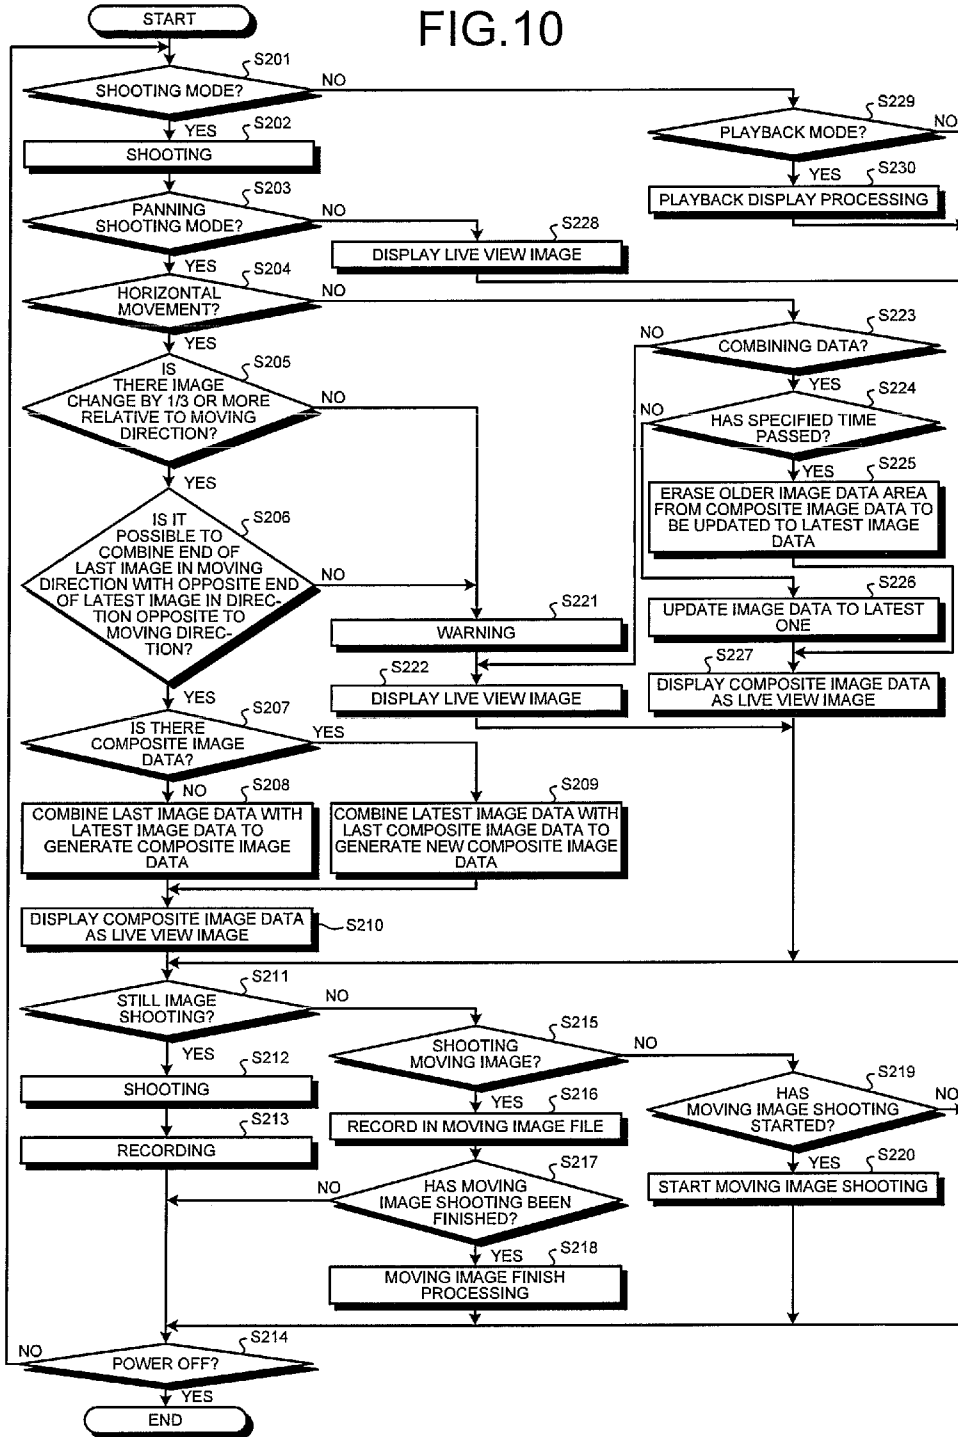 FIG.10
START
S201
SHOOTING MODE?
NO
YES
S202
SHOOTING
S229
PLAYBACK MODE?
NO
YES
S230
PLAYBACK DISPLAY PROCESSING
S203
PANNING
SHOOTING MODE?
NO
YES
S228
DISPLAY LIVE VIEW IMAGE
S204
HORIZONTAL
MOVEMENT?
NO
YES
S223
COMBINING DATA?
NO
YES
S205
IS
THERE IMAGE
CHANGE BY 1/3 OR MORE
RELATIVE TO MOVING
DIRECTION?
NO
YES
S224
HAS SPECIFIED TIME
PASSED?
NO
YES
S225
ERASE OLDER IMAGE DATA AREA
FROM COMPOSITE IMAGE DATA TO
BE UPDATED TO LATEST IMAGE
DATA
S206
IS IT
POSSIBLE TO
COMBINE END OF
LAST IMAGE IN MOVING
DIRECTION WITH OPPOSITE END
OF LATEST IMAGE IN DIREC-
TION OPPOSITE TO
MOVING DIREC-
TION?
NO
YES
S226
UPDATE IMAGE DATA TO LATEST
ONE
S221
WARNING
S222
DISPLAY LIVE VIEW IMAGE
S227
DISPLAY COMPOSITE IMAGE DATA
AS LIVE VIEW IMAGE
S207
IS THERE
COMPOSITE IMAGE
DATA?
YES
NO
S208
COMBINE LAST IMAGE DATA WITH
LATEST IMAGE DATA TO
GENERATE COMPOSITE IMAGE
DATA
S209
COMBINE LATEST IMAGE DATA WITH
LAST COMPOSITE IMAGE DATA TO
GENERATE NEW COMPOSITE IMAGE
DATA
DISPLAY COMPOSITE IMAGE DATA
AS LIVE VIEW IMAGE
S210
S211
STILL IMAGE
SHOOTING?
NO
YES
S212
SHOOTING
S213
RECORDING
S215
SHOOTING
MOVING IMAGE?
NO
YES
S216
RECORD IN MOVING IMAGE FILE
S217
HAS MOVING
IMAGE SHOOTING BEEN
FINISHED?
NO
YES
S218
MOVING IMAGE FINISH
PROCESSING
S219
HAS
MOVING IMAGE SHOOTING
STARTED?
NO
YES
S220
START MOVING IMAGE SHOOTING
S214
POWER OFF?
NO
YES
END